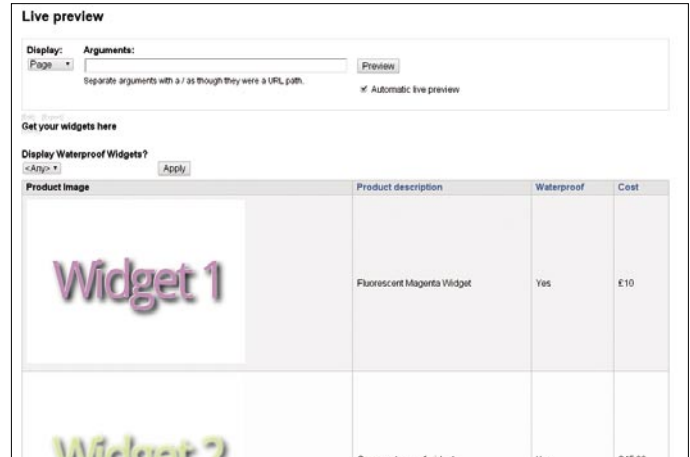 Live preview
Display: Arguments:
Page
Preview
Separate arguments with a / as though they were a URL path.
Automatic live preview
Get your widgets here
Display Waterproof Widgets?
<Any>
Apply
Product Image Product description Waterproof Cost
Widget 1 Fluorescent Magenta Widget Yes £10
Widget 2